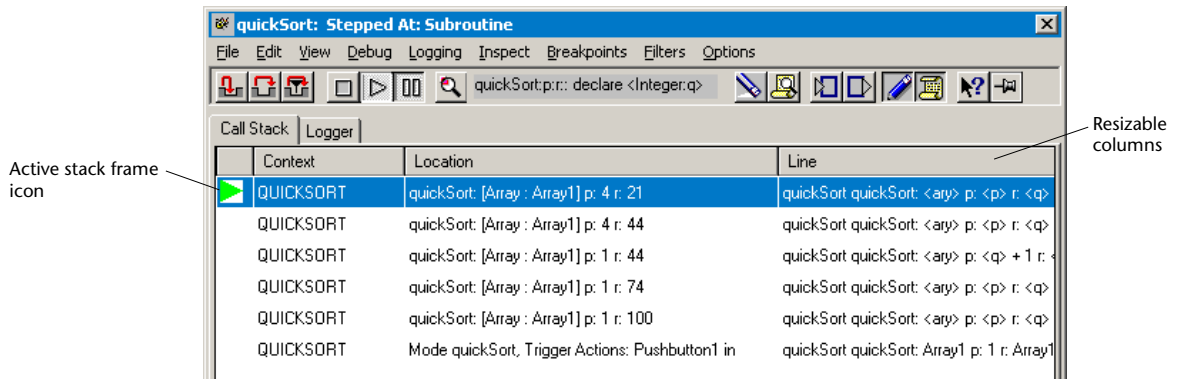 quickSort: Stepped At: Subroutine
File Edit View Debug Logging Inspect Breakpoints Filters Options
quickSort:p:r:: declare <Integer:q>
Call Stack Logger
Resizable
columns
Context Location Line
Active stack frame
icon
QUICKSORT quickSort: [Array : Array1] p: 4 r: 21 quickSort quickSort: <ary> p: <p> r: <q>
QUICKSORT quickSort: [Array : Array1] p: 4 r: 44 quickSort quickSort: <ary> p: <p> r: <q>
QUICKSORT quickSort: [Array : Array1] p: 1 r: 44 quickSort quickSort: <ary> p: <q> + 1 r: <
QUICKSORT quickSort: [Array : Array1] p: 1 r: 74 quickSort quickSort: <ary> p: <p> r: <q>
QUICKSORT quickSort: [Array : Array1] p: 1 r: 100 quickSort quickSort: <ary> p: <p> r: <q>
QUICKSORT Mode quickSort, Trigger Actions: Pushbutton1 in quickSort quickSort: Array1 p: 1 r: Array1